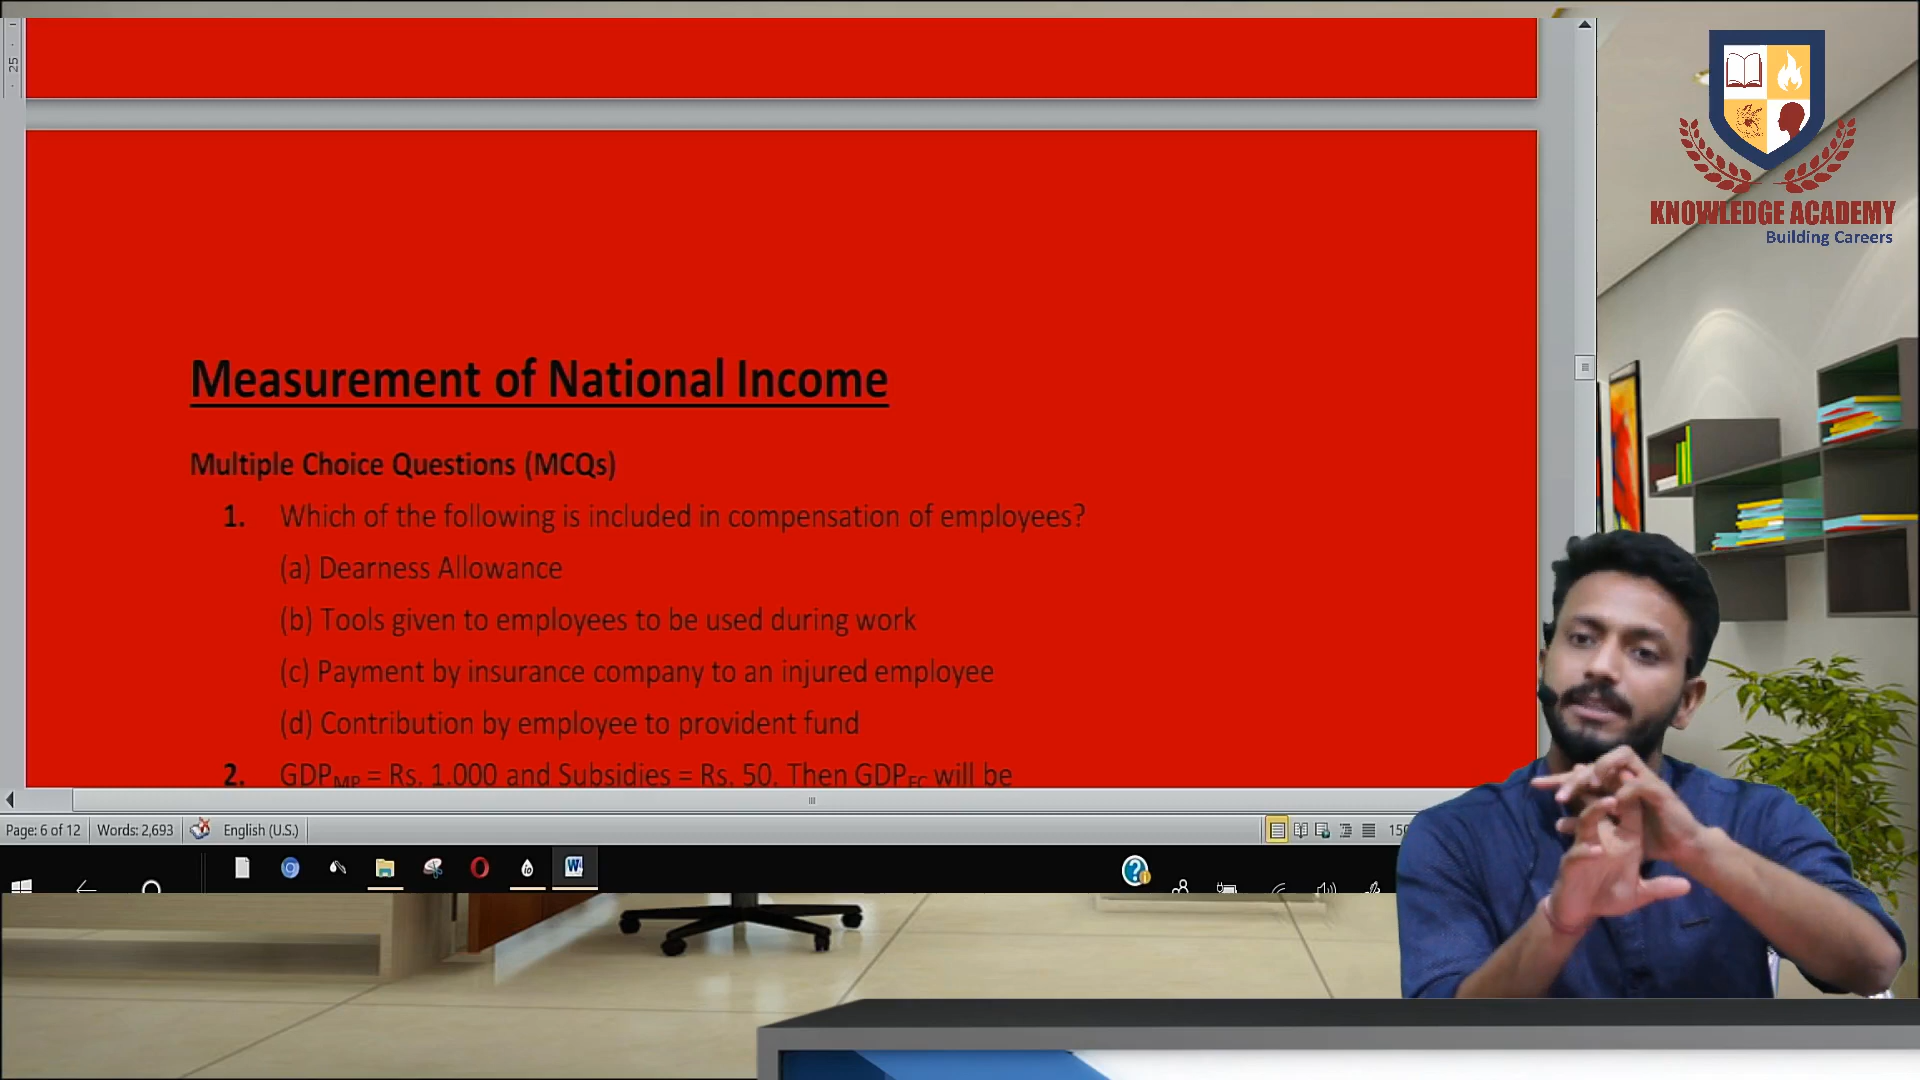 25
KNOWLEDGE ACADEMY
Building Careers
Measurement of National Income
Multiple Choice Questions (MCQs)
1. Which of the following is included in compensation of employees?
(a) Dearness Allowance
(b) Tools given to employees to be used during work
(c) Payment by insurance company to an injured employee
(d) Contribution by employee to provident fund
2. GDPMP = Rs. 1,000 and Subsidies = Rs. 50. Then GDPFC will be
Page: 6 of 12 Words: 2,693 English (U.S.)